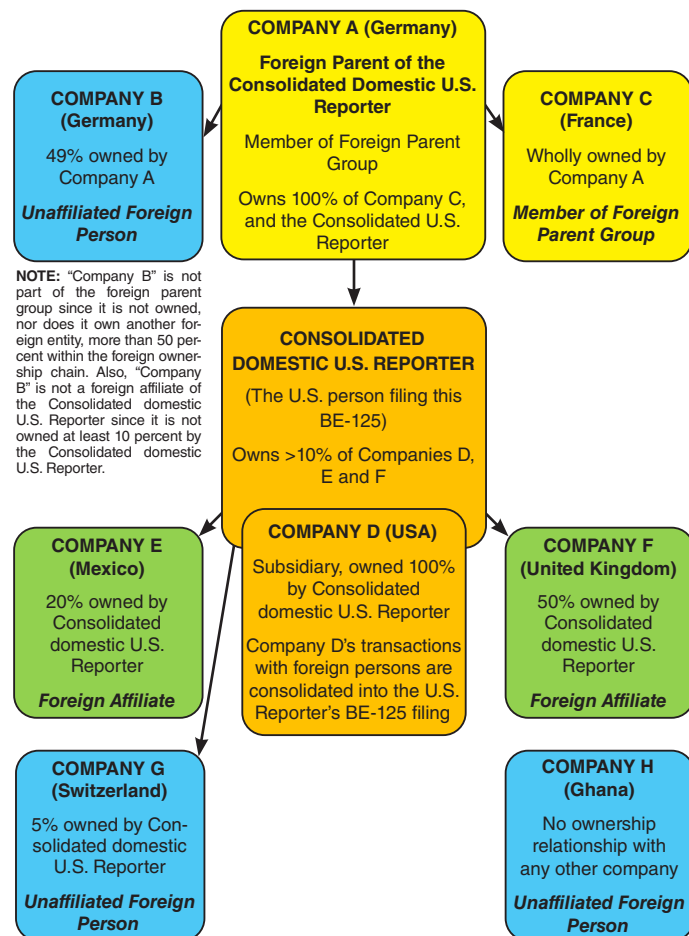 COMPANY A (Germany)
Foreign Parent of the
Consolidated Domestic U.S.
Reporter
Member of Foreign Parent
Group
Owns 100% of Company C,
and the Consolidated U.S.
Reporter
COMPANY B
(Germany)
49% owned by
Company A
Unaffiliated Foreign
Person
COMPANY C
(France)
Wholly owned by
Company A
Member of Foreign
Parent Group
NOTE: “Company B” is not
part of the foreign parent
group since it is not owned,
nor does it own another for-
eign entity, more than 50 per-
cent within the foreign owner-
ship chain. Also, “Company
B” is not a foreign affiliate of
the Consolidated domestic
U.S. Reporter since it is not
owned at least 10 percent by
the Consolidated domestic
U.S. Reporter.
CONSOLIDATED
DOMESTIC U.S. REPORTER
(The U.S. person filing this
BE-125)
Owns >10% of Companies D,
E and F
COMPANY D (USA)
Subsidiary, owned 100%
by Consolidated
domestic U.S. Reporter
Company D’s transactions
with foreign persons are
consolidated into the U.S.
Reporter’s BE-125 filing
COMPANY E
(Mexico)
20% owned by
Consolidated
domestic U.S.
Reporter
Foreign Affiliate
COMPANY F
(United Kingdom)
50% owned by
Consolidated
domestic U.S.
Reporter
Foreign Affiliate
COMPANY G
(Switzerland)
5% owned by Con-
solidated domestic
U.S. Reporter
Unaffiliated Foreign
Person
COMPANY H
(Ghana)
No ownership
relationship with
any other company
Unaffiliated Foreign
Person